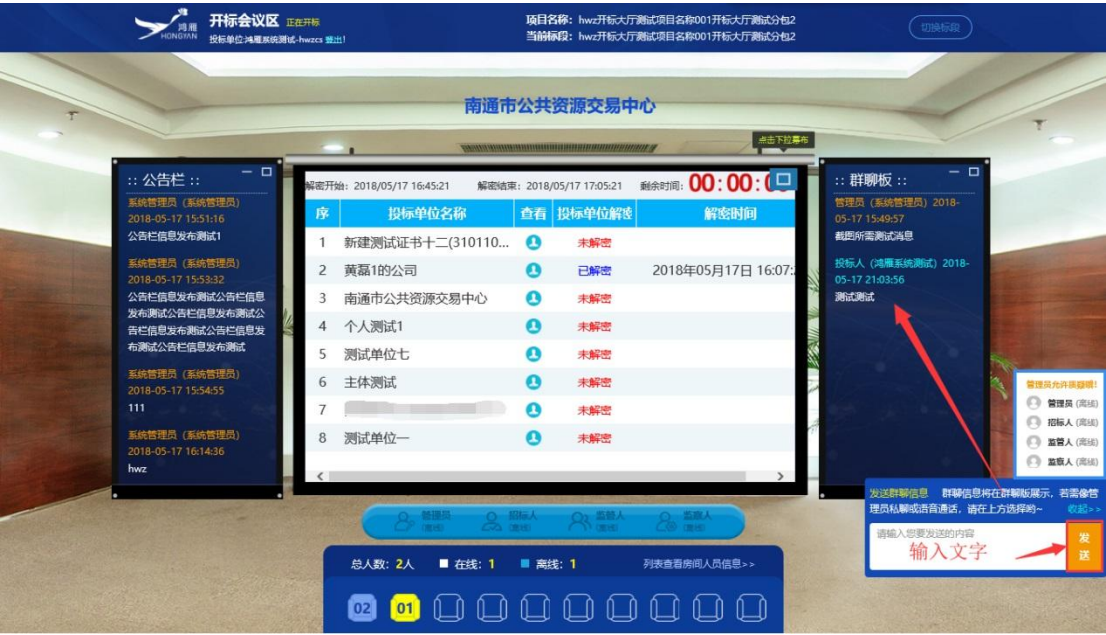 鸿雁
HONGYAN
开标会议区 正在开标
投标单位:鸿雁系统测试-hwzcs 登出!
项目名称: hwz开标大厅测试项目名称001开标大厅测试分包2
当前标段: hwz开标大厅测试项目名称001开标大厅测试分包2
切换标段
南通市公共资源交易中心
点击下拉幕布
:: 公告栏 ::
系统管理员 (系统管理员)
2018-05-17 15:51:16
公告栏信息发布测试1
系统管理员 (系统管理员)
2018-05-17 15:53:32
公告栏信息发布测试公告栏信息
发布测试公告栏信息发布测试公
告栏信息发布测试公告栏信息发
布测试公告栏信息发布测试
系统管理员 (系统管理员)
2018-05-17 15:54:55
111
系统管理员 (系统管理员)
2018-05-17 16:14:36
hwz
解密开始: 2018/05/17 16:45:21 解密结束: 2018/05/17 17:05:21 剩余时间: 00:00:0
序 投标单位名称 查看 投标单位解密 解密时间
1 新建测试证书十二(310110... 未解密
2 黄磊1的公司 已解密 2018年05月17日 16:07:
3 南通市公共资源交易中心 未解密
4 个人测试1 未解密
5 测试单位七 未解密
6 主体测试 未解密
7 未解密
8 测试单位一 未解密
:: 群聊板 ::
管理员 (系统管理员) 2018-
05-17 15:49:57
截图所需测试消息
投标人 (鸿雁系统测试) 2018-
05-17 21:03:56
测试测试
管理员 (离线)
招标人 (离线)
监管人 (离线)
监察人 (离线)
发送群聊信息 群聊信息将在群聊版展示，若需像管
理员私聊或语音通话，请在上方选择哟~ 收起>>
请输入您要发送的内容
输入文字
发
送
管理员
(离线)
招标人
(离线)
监管人
(离线)
监察人
(离线)
总人数: 2人 在线: 1 离线: 1 列表查看房间人员信息>>
02 01